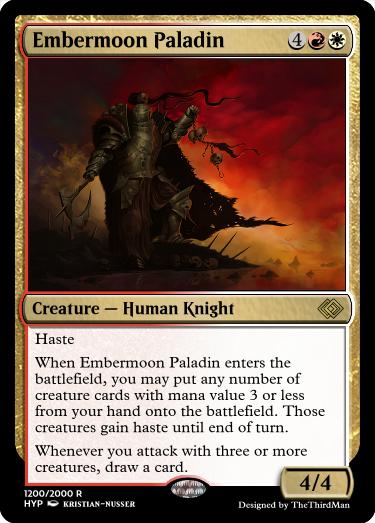 Embermoon Paladin 4
Creature — Human Knight
Haste
When Embermoon Paladin enters the
battlefield, you may put any number of
creature cards with mana value 3 or less
from your hand onto the battlefield. Those
creatures gain haste until end of turn.
Whenever you attack with three or more
creatures, draw a card.
4/4
1200/2000 R
HYP KRISTIAN-NUSSER Designed by TheThirdMan